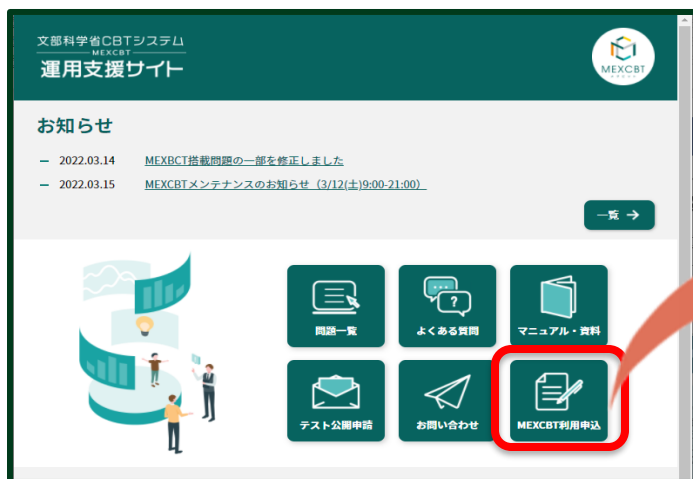 文部科学省CBTシステム
MEXCBT
運用支援サイト
MEXCBT
お知らせ
2022.03.14 MEXBCT搭載問題の一部を修正しました
2022.03.15 MEXCBTメンテナンスのお知らせ（3/12(土)9:00-21:00）
一覧 →
問題一覧
よくある質問
マニュアル・資料
テスト公開申請
お問い合わせ
MEXCBT利用申込